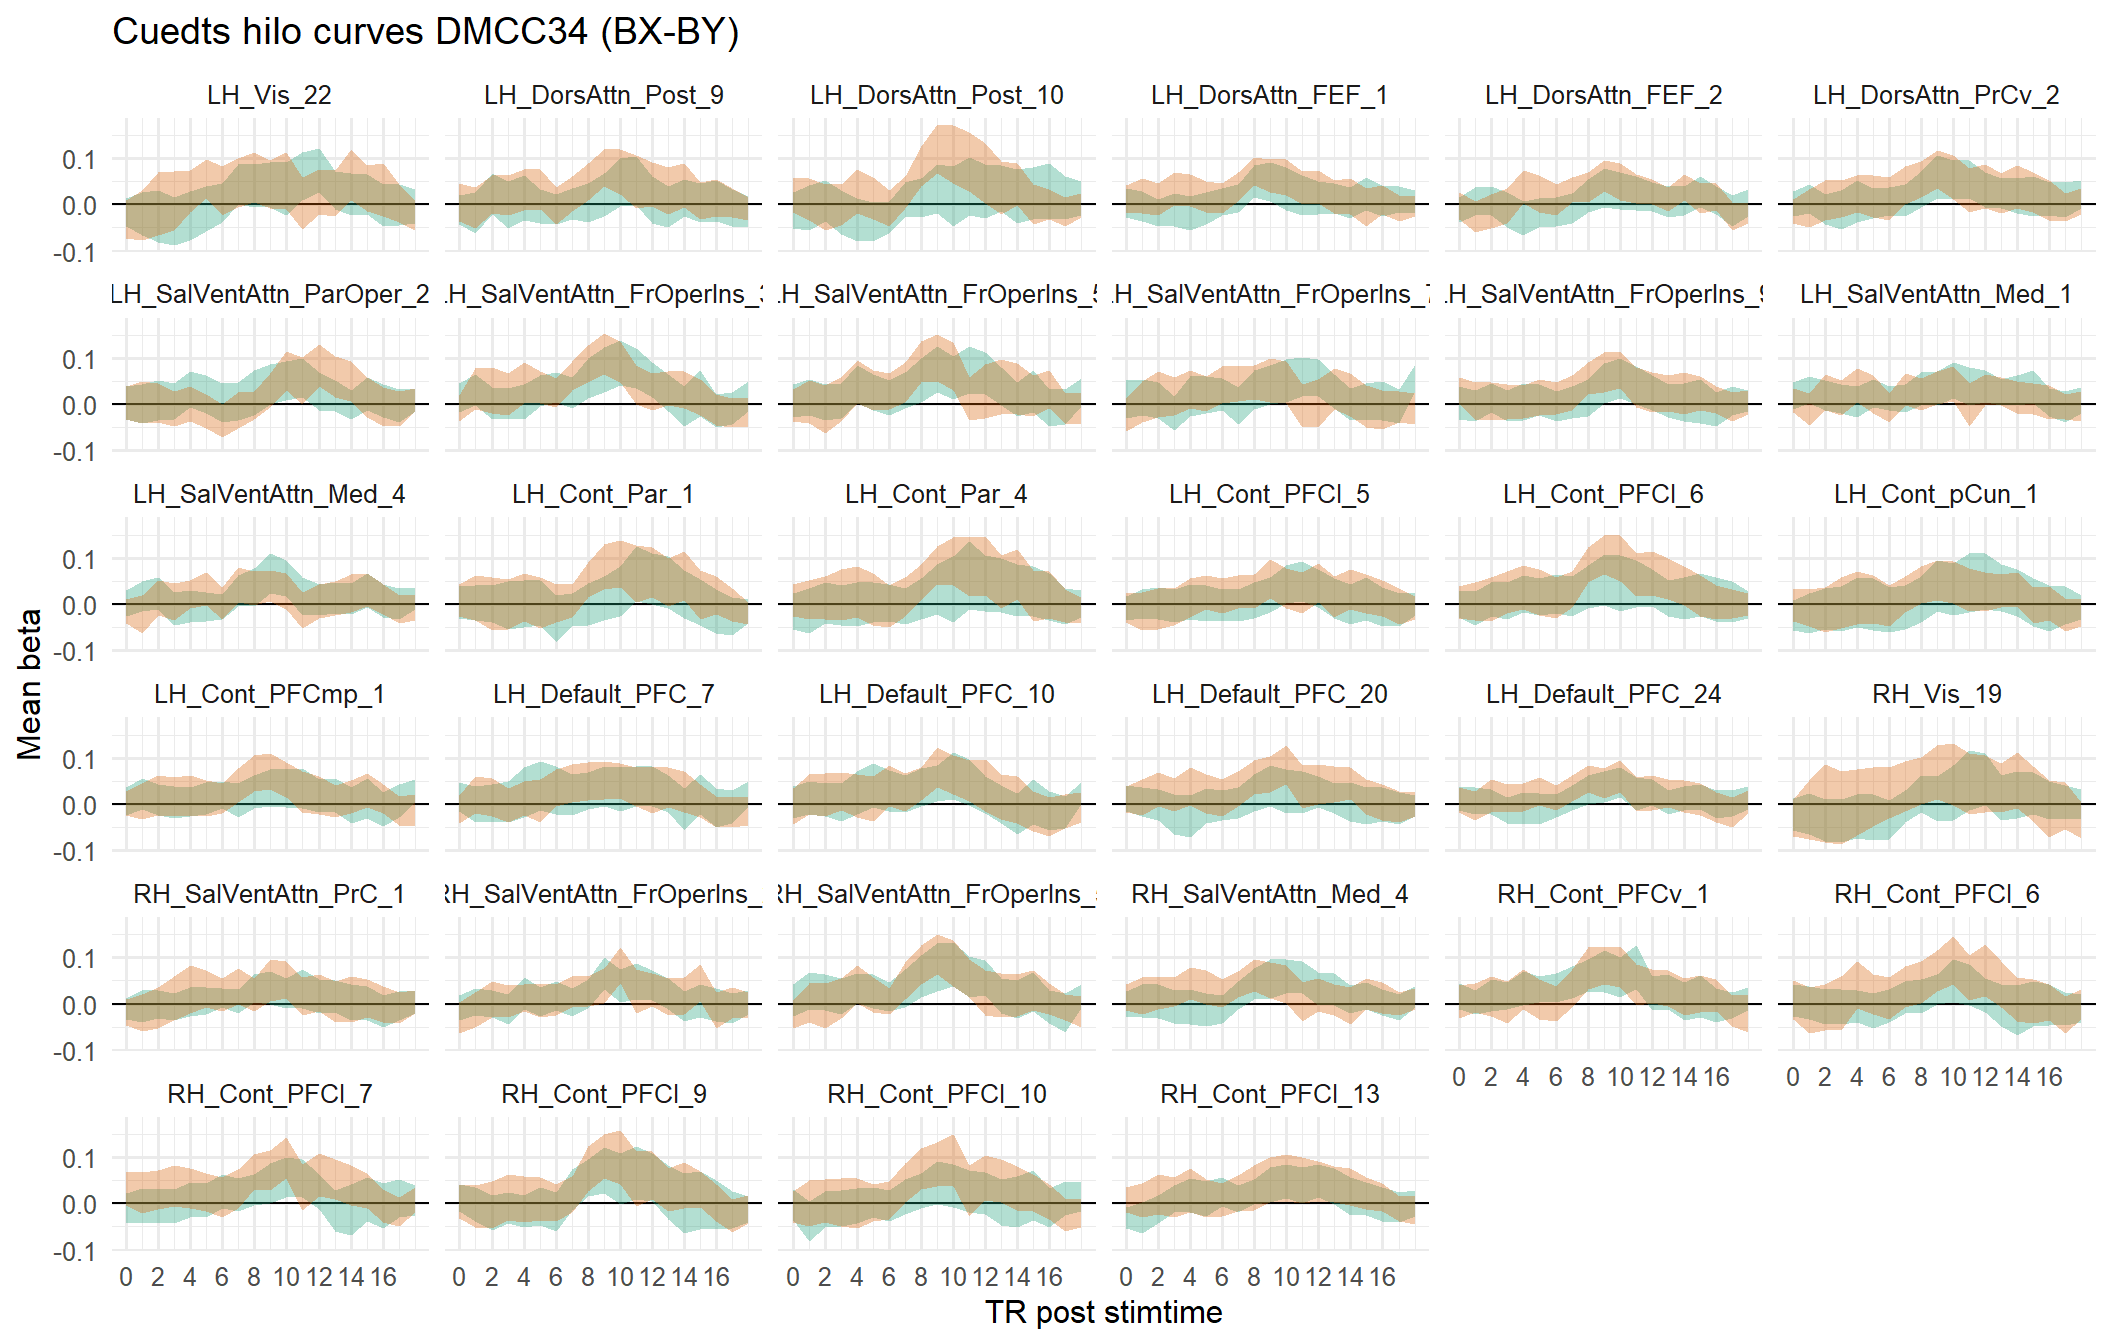 Cuedts hilo curves DMCC34 (BX-BY)
LH_Vis_22 LH_DorsAttn_Post_9 LH_DorsAttn_Post_10 LH_DorsAttn_FEF_1 LH_DorsAttn_FEF_2 LH_DorsAttn_PrCv_2
0.1
0.0
-0.1
LH_SalVentAttn_ParOper_2 LH_SalVentAttn_FrOperIns_3 LH_SalVentAttn_FrOperIns_5 LH_SalVentAttn_FrOperIns_7 LH_SalVentAttn_FrOperIns_9 LH_SalVentAttn_Med_1
0.1
0.0
-0.1
LH_SalVentAttn_Med_4 LH_Cont_Par_1 LH_Cont_Par_4 LH_Cont_PFCl_5 LH_Cont_PFCl_6 LH_Cont_pCun_1
0.1
0.0
-0.1
Mean beta
LH_Cont_PFCmp_1 LH_Default_PFC_7 LH_Default_PFC_10 LH_Default_PFC_20 LH_Default_PFC_24 RH_Vis_19
0.1
0.0
-0.1
RH_SalVentAttn_PrC_1 RH_SalVentAttn_FrOperIns_ RH_SalVentAttn_FrOperIns_ RH_SalVentAttn_Med_4 RH_Cont_PFCv_1 RH_Cont_PFCl_6
0.1
0.0
-0.1
0 2 4 6 8 10 12 14 16 0 2 4 6 8 10 12 14 16
RH_Cont_PFCl_7 RH_Cont_PFCl_9 RH_Cont_PFCl_10 RH_Cont_PFCl_13
0.1
0.0
-0.1
0 2 4 6 8 10 12 14 16 0 2 4 6 8 10 12 14 16 0 2 4 6 8 10 12 14 16 0 2 4 6 8 10 12 14 16
TR post stimtime